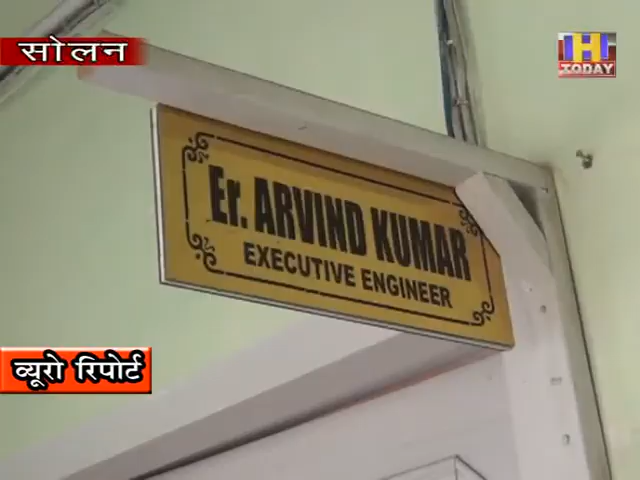 सोलन
H
TODAY
Er. ARVIND KUMAR
EXECUTIVE ENGINEER
व्यूरो रिपोर्ट